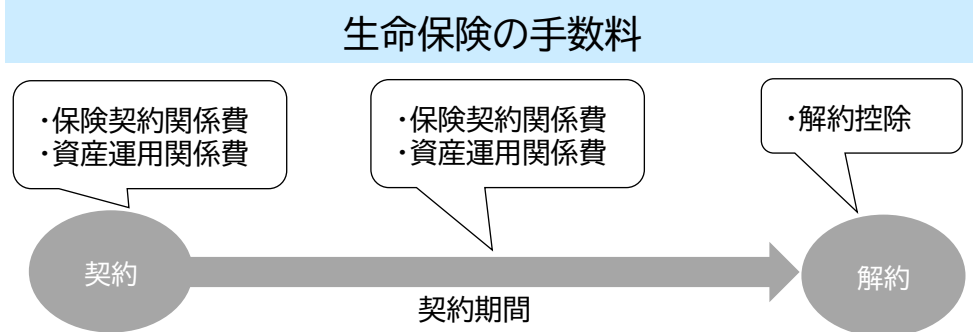 生命保険の手数料
・保険契約関係費
・資産運用関係費
・保険契約関係費
・資産運用関係費
・解約控除
契約
解約
契約期間